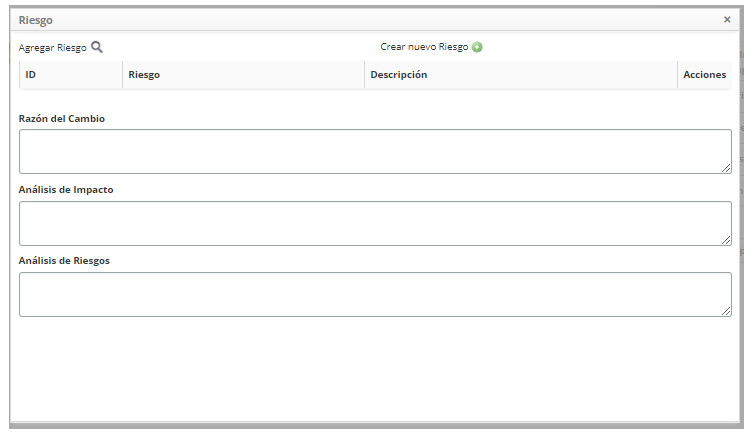 Riesgo ×
Agregar Riesgo Crear nuevo Riesgo
ID Riesgo Descripción Acciones
Razón del Cambio
Análisis de Impacto
Análisis de Riesgos